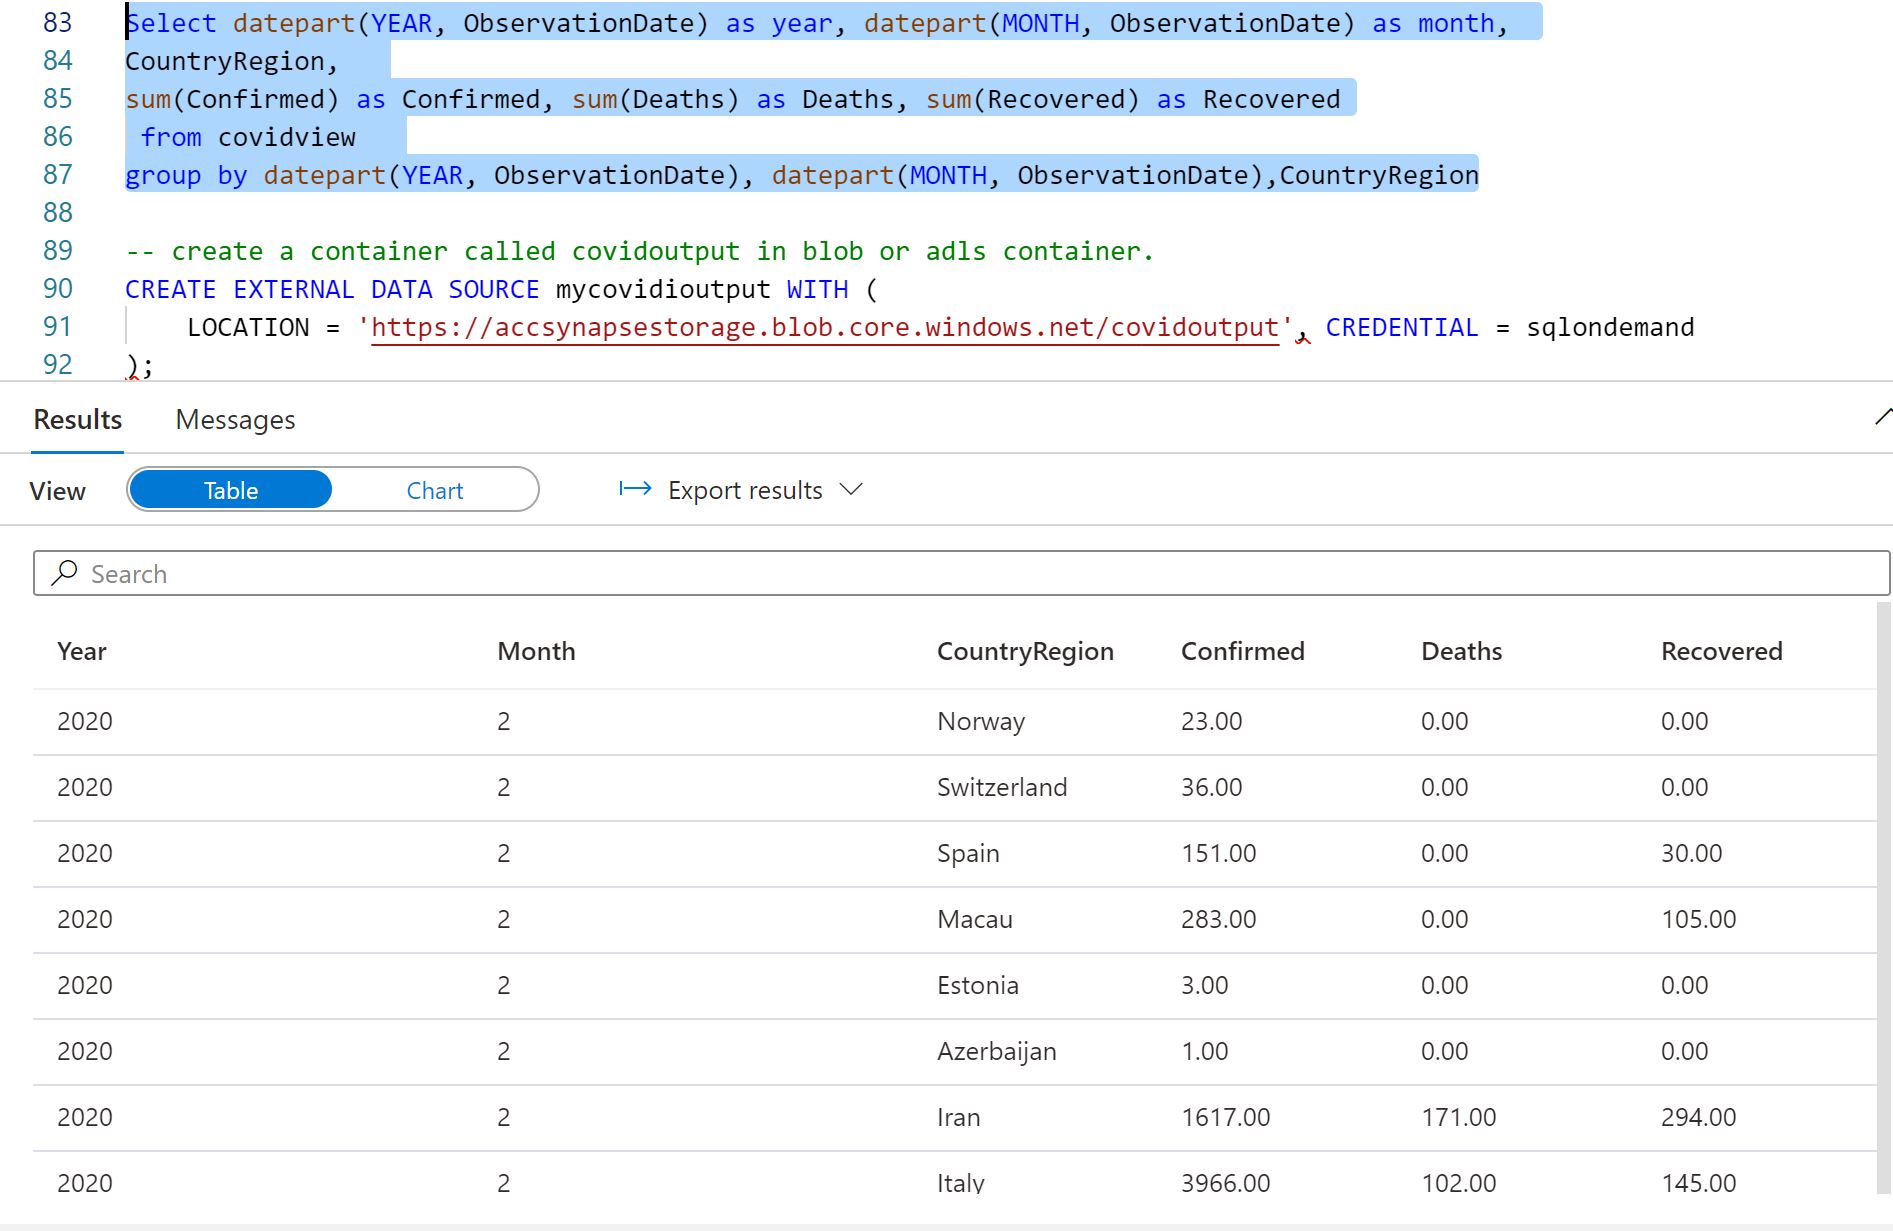 83 Select datepart(YEAR, ObservationDate) as year, datepart(MONTH, ObservationDate) as month,
84 CountryRegion,
85 sum(Confirmed) as Confirmed, sum(Deaths) as Deaths, sum(Recovered) as Recovered
86 from covidview
87 group by datepart(YEAR, ObservationDate), datepart(MONTH, ObservationDate),CountryRegion
88
89 -- create a container called covidoutput in blob or adls container.
90 CREATE EXTERNAL DATA SOURCE mycovidioutput WITH (
91 LOCATION = 'https://accsynapsestorage.blob.core.windows.net/covidoutput', CREDENTIAL = sqlondemand
92 );
Results Messages
View Table Chart Export results
Search
Year Month CountryRegion Confirmed Deaths Recovered
2020 2 Norway 23.00 0.00 0.00
2020 2 Switzerland 36.00 0.00 0.00
2020 2 Spain 151.00 0.00 30.00
2020 2 Macau 283.00 0.00 105.00
2020 2 Estonia 3.00 0.00 0.00
2020 2 Azerbaijan 1.00 0.00 0.00
2020 2 Iran 1617.00 171.00 294.00
2020 2 Italy 3966.00 102.00 145.00